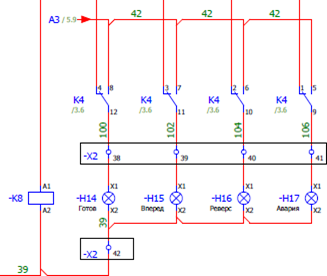 42 42 42
A3 / 5.9
4 8 3 7 2 6 1 5
K4 K4 K4 K4
/3.6 /3.6 /3.6 /3.6
12 11 10 9
100 102 104 106
-X2 38 39 40 41
A1 X1 X1 X1 X1
-K8 -H14 -H15 -H16 -H17
Готов Вперед Реверс Авария
A2 X2 X2 X2 X2
39
-X2 42
39